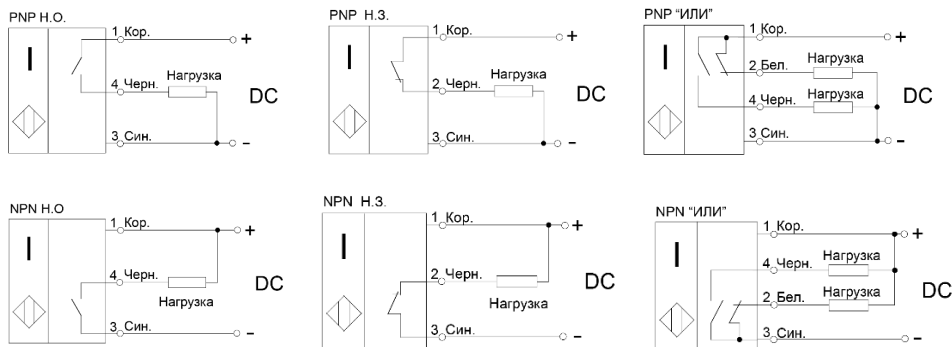 PNP Н.О.
1 Кор.
+
4 Черн.
Нагрузка
DC
3 Син.
-
PNP Н.З.
1 Кор.
+
2 Черн.
Нагрузка
DC
3 Син.
-
PNP “ИЛИ”
1 Кор.
+
2 Бел.
Нагрузка
4 Черн.
Нагрузка
DC
3 Син.
-
NPN Н.О
1 Кор.
+
4 Черн.
Нагрузка
DC
3 Син.
-
NPN Н.З.
1 Кор.
+
2 Черн.
Нагрузка
DC
3 Син.
-
NPN “ИЛИ”
1 Кор.
+
4 Черн.
Нагрузка
2 Бел.
Нагрузка
DC
3 Син.
-